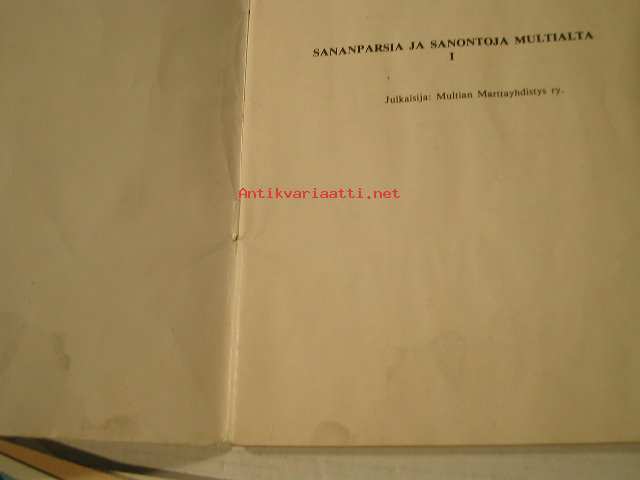 SANANPARSIA JA SANONTOJA MULTIALTA
I
Julkaisija: Multian Marttayhdistys ry.
Antikvariaatti.net